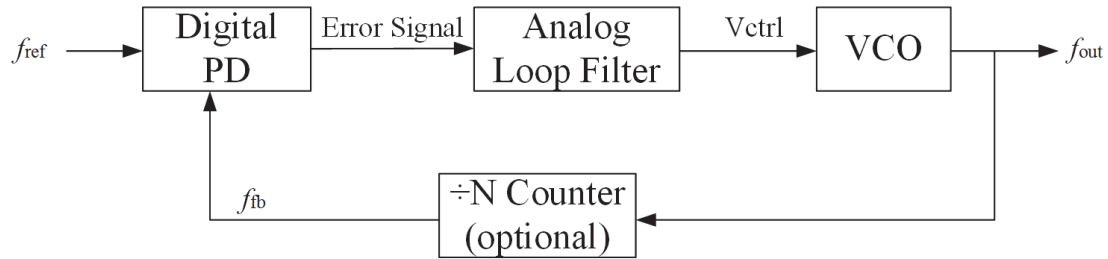 fref
Digital
PD
Error Signal
Analog
Loop Filter
Vctrl
VCO
fout
ffb
÷N Counter
(optional)